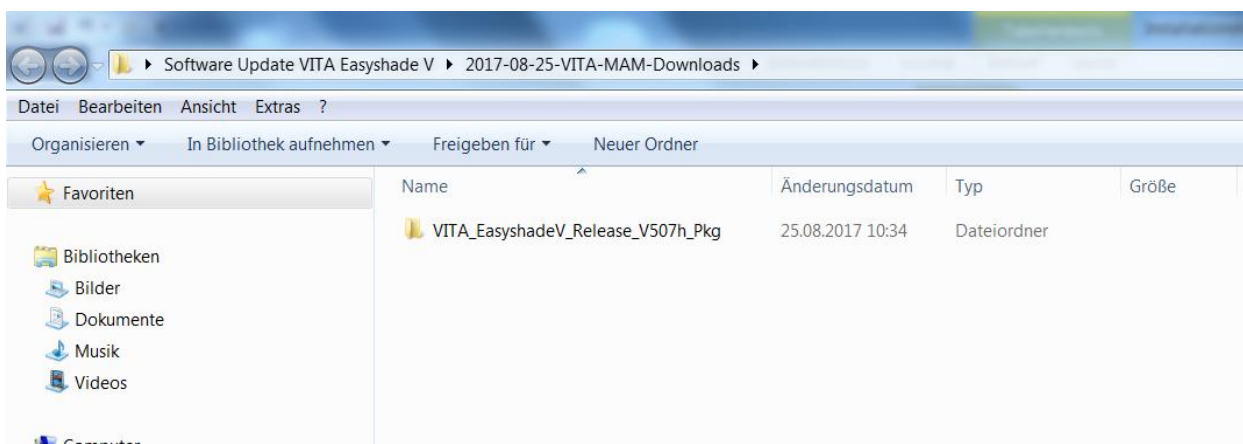 Software Update VITA Easyshade V ▸ 2017-08-25-VITA-MAM-Downloads ▸
Datei Bearbeiten Ansicht Extras ?
Organisieren In Bibliothek aufnehmen Freigeben für Neuer Ordner
Favoriten
Bibliotheken
Bilder
Dokumente
Musik
Videos
Name Änderungsdatum Typ Größe
VITA_EasyshadeV_Release_V507h_Pkg 25.08.2017 10:34 Dateiordner